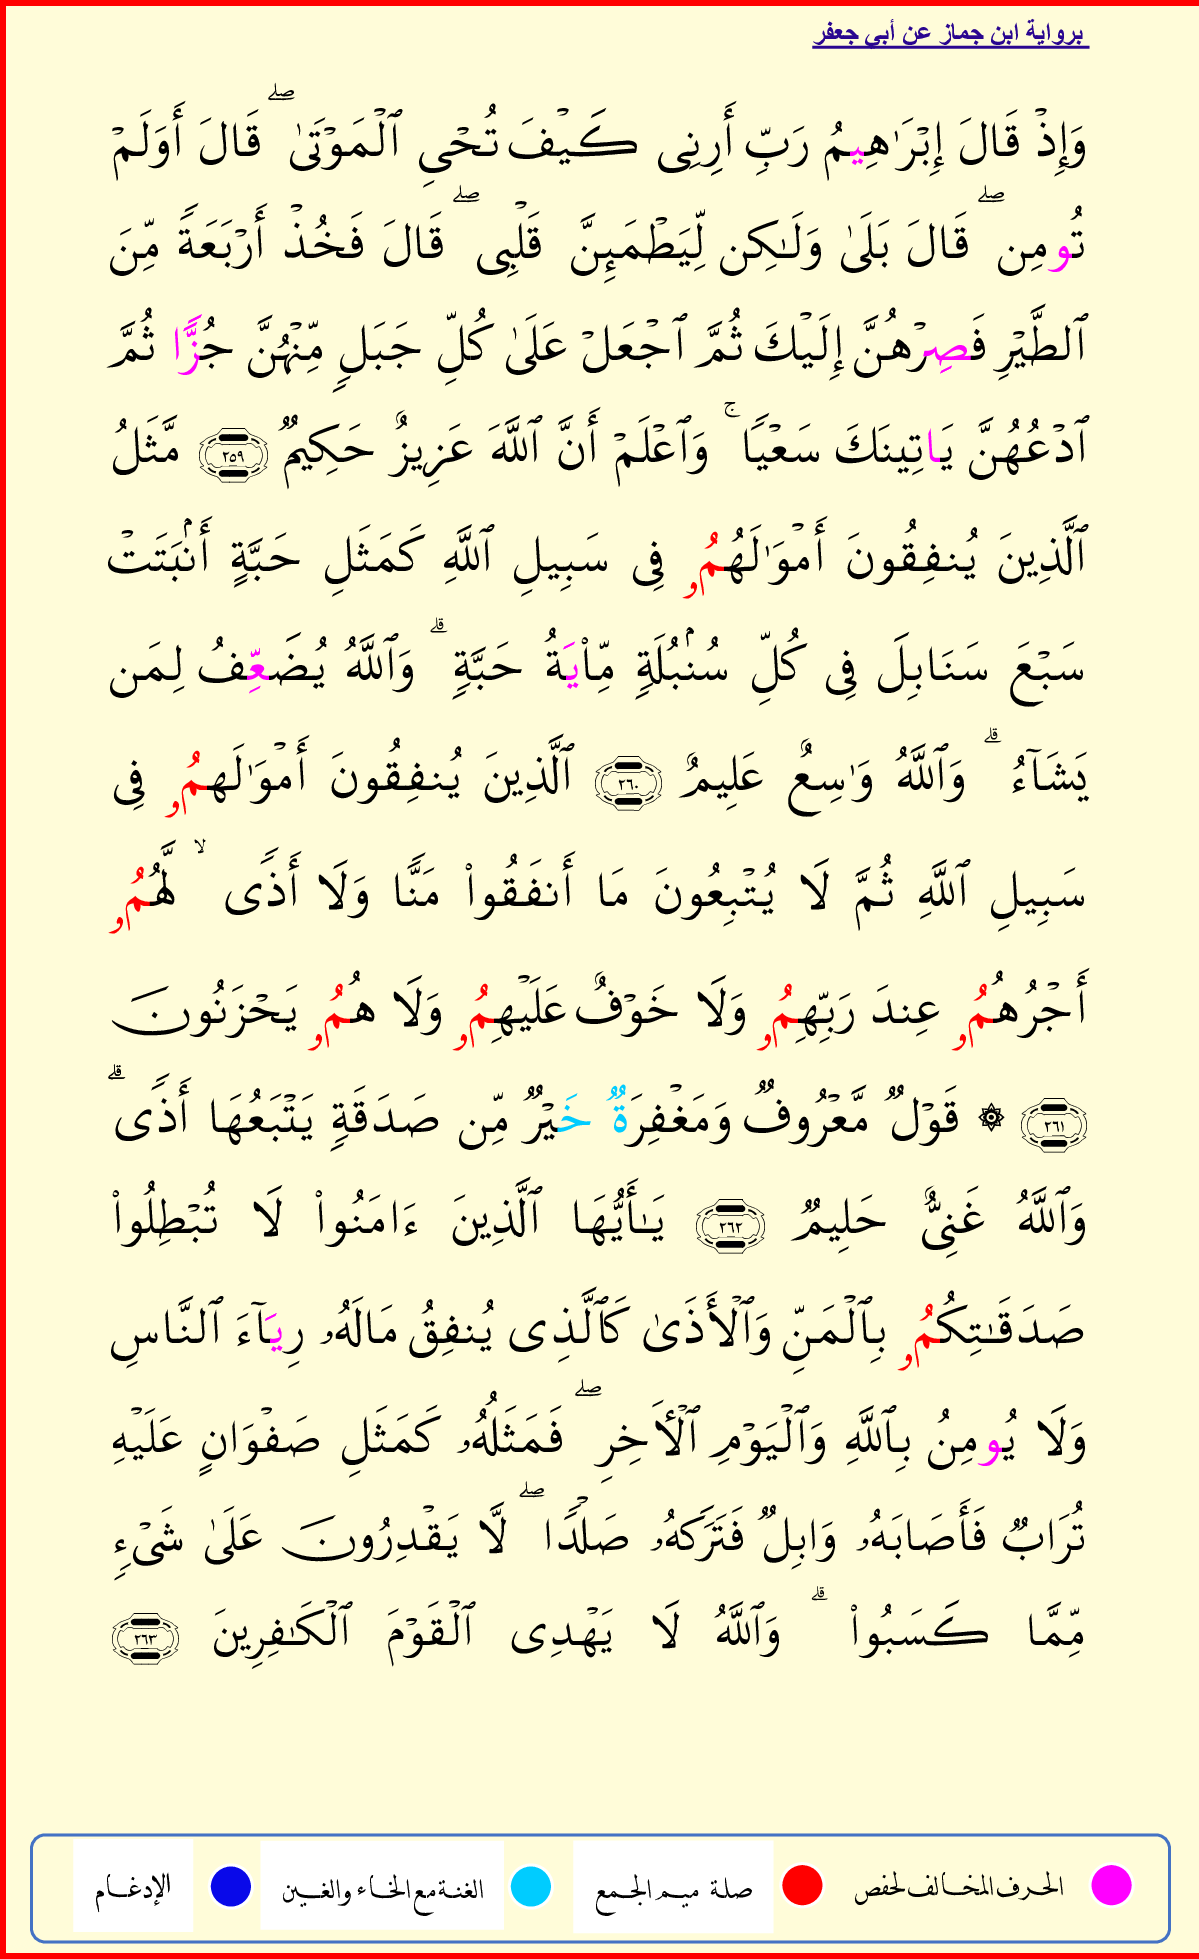 برواية ابن جماز عن أبي جعفر
وَإِذۡ قَالَ إِبۡرَٰهِيمُ رَبِّ أَرِنِى كَيۡفَ تُحۡىِ ٱلۡمَوۡتَىٰۖ قَالَ أَوَلَمۡ
تُومِنۖ قَالَ بَلَىٰ وَلَـٰكِن لِّيَطۡمَئِنَّ قَلۡبِىۖ قَالَ فَخُذۡ أَرۡبَعَةً مِّنَ
ٱلطَّيۡرِ فَصِرۡهُنَّ إِلَيۡكَ ثُمَّ ٱجۡعَلۡ عَلَىٰ كُلِّ جَبَلٍ مِّنۡهُنَّ جُزًّا ثُمَّ
ٱدۡعُهُنَّ يَاتِينَكَ سَعۡيًاۚ وَٱعۡلَمۡ أَنَّ ٱللَّهَ عَزِيزٌ حَكِيمٌ ٢٥٩ مَّثَلُ
ٱلَّذِينَ يُنفِقُونَ أَمۡوَٰلَهُمُۥ فِى سَبِيلِ ٱللَّهِ كَمَثَلِ حَبَّةٍ أَنۢبَتَتۡ
سَبۡعَ سَنَابِلَ فِى كُلِّ سُنۢبُلَةٍ مِّاْيَةُ حَبَّةٍۗ وَٱللَّهُ يُضَعِّفُ لِمَن
يَشَآءُۗ وَٱللَّهُ وَٰسِعٌ عَلِيمٌ ٢٦٠ ٱلَّذِينَ يُنفِقُونَ أَمۡوَٰلَهمُۥ فِى
سَبِيلِ ٱللَّهِ ثُمَّ لَا يُتۡبِعُونَ مَا أَنفَقُواْ مَنًّا وَلَا أَذًىۙ لَّهُمُۥ
أَجۡرُهُمُۥ عِندَ رَبِّهِمُۥ وَلَا خَوۡفٌ عَلَيۡهِمُۥ وَلَا هُمُۥ يَحۡزَنُونَ
٢٦١ ۞ قَوۡلٌ مَّعۡرُوفٌ وَمَغۡفِرَةٌ خَيۡرٌ مِّن صَدَقَةٍ يَتۡبَعُهَا أَذًىۗ
وَٱللَّهُ غَنِىٌّ حَلِيمٌ ٢٦٢ يَـٰأَيُّهَا ٱلَّذِينَ ءَامَنُواْ لَا تُبۡطِلُواْ
صَدَقَـٰتِكُمُۥ بِٱلۡمَنِّ وَٱلۡأَذَىٰ كَٱلَّذِى يُنفِقُ مَالَهُۥ رِيَآءَ ٱلنَّاسِ
وَلَا يُومِنُ بِٱللَّهِ وَٱلۡيَوۡمِ ٱلۡأَخِرِۖ فَمَثَلُهُۥ كَمَثَلِ صَفۡوَانٍ عَلَيۡهِ
تُرَابٌ فَأَصَابَهُۥ وَابِلٌ فَتَرَكَهُۥ صَلۡدًاۖ لَّا يَقۡدِرُونَ عَلَىٰ شَىۡءٍ
مِّمَّا كَسَبُواْۗ وَٱللَّهُ لَا يَهۡدِى ٱلۡقَوۡمَ ٱلۡكَـٰفِرِينَ ٢٦٣
الحرف المخالف لحفص صلة ميم الجمع الغنة مع الخاء والغين الإدغام